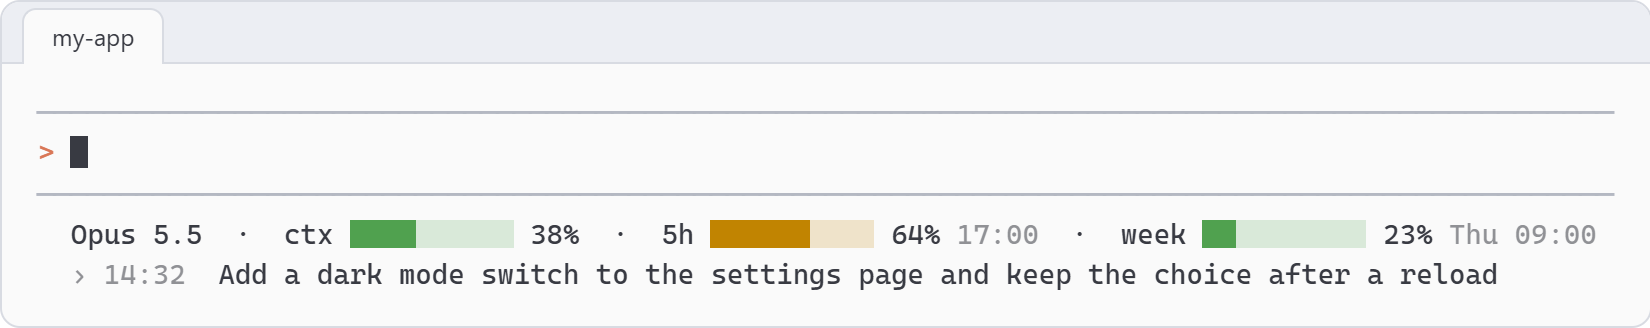 my-app
>
Opus 5.5 · ctx 38% · 5h 64% 17:00 · week 23% Thu 09:00
› 14:32 Add a dark mode switch to the settings page and keep the choice after a reload